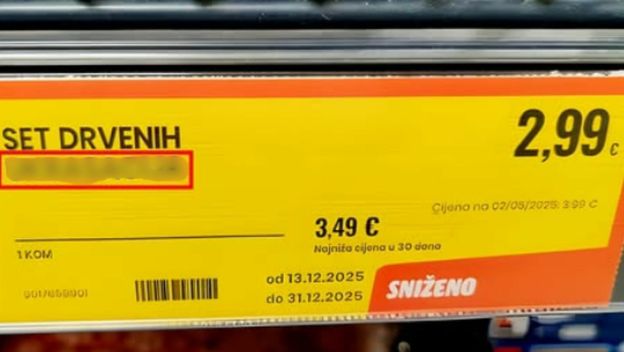 SET DRVENIH
2,99 €
Cijena na 02/05/2025: 3,99 €
3,49 €
Najniža cijena u 30 dana
1 KOM
od 13.12.2025
do 31.12.2025
SNIŽENO